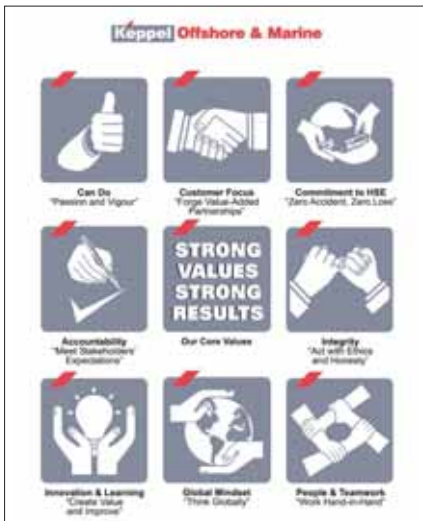 Keppel Offshore & Marine
Can Do
"Passion and Vigour"
Customer Focus
"Forge Value-Added
Partnerships"
Commitment to HSE
"Zero Accident, Zero Loss"
Accountability
"Meet Stakeholders'
Expectations"
STRONG
VALUES
STRONG
RESULTS
Our Core Values
Integrity
"Act with Ethics
and Honesty"
Innovation & Learning
"Create Value
and Improve"
Global Mindset
"Think Globally"
People & Teamwork
"Work Hand-in-Hand"